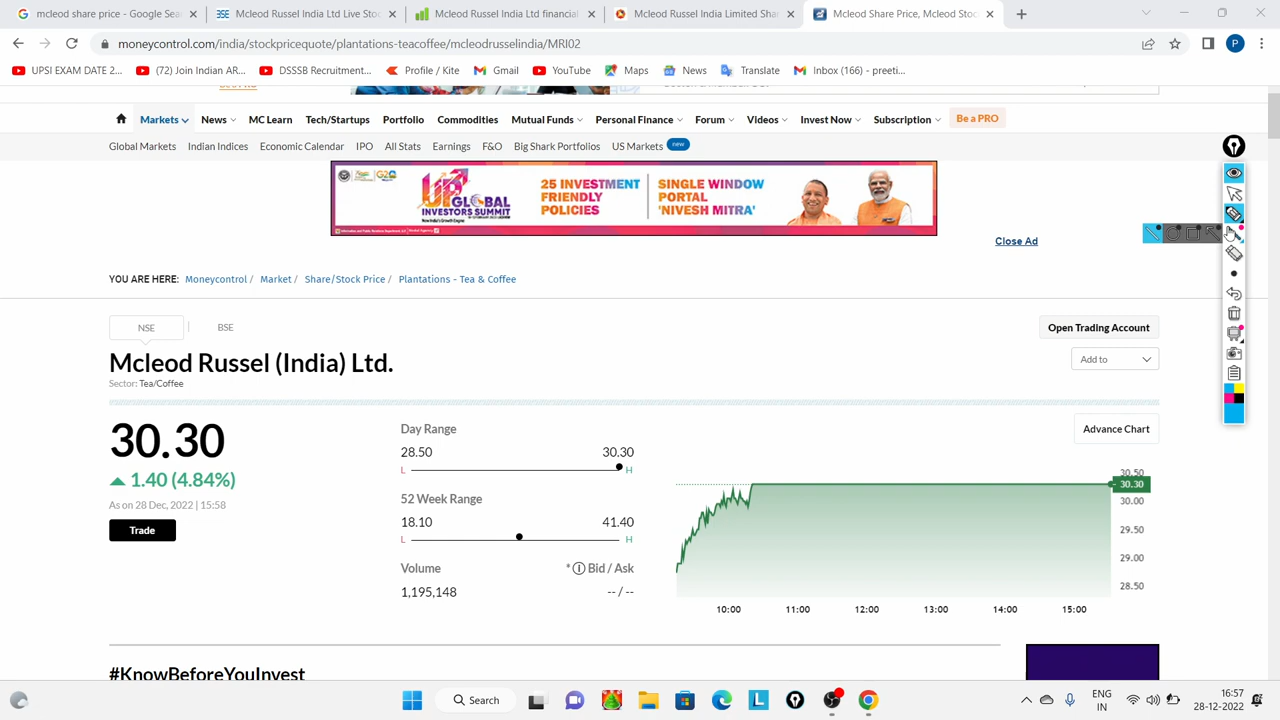 mcleod share price - Google Sea
BSE Mcleod Russel India Ltd Live Stoc
Mcleod Russel India Ltd financial
Mcleod Russel India Limited Share
Mcleod Share Price, Mcleod Stoc
moneycontrol.com/india/stockpricequote/plantations-teacoffee/mcleodrusselindia/MRI02
P
UPSI EXAM DATE 2...
(72) Join Indian AR...
DSSSB Recruitment...
Profile / Kite
Gmail
YouTube
Maps
News
Translate
Inbox (166) - preeti...
Markets
News
MC Learn
Tech/Startups
Portfolio
Commodities
Mutual Funds
Personal Finance
Forum
Videos
Invest Now
Subscription
Be a PRO
Global Markets
Indian Indices
Economic Calendar
IPO
All Stats
Earnings
F&O
Big Shark Portfolios
US Markets
new
G20
UP GLOBAL
INVESTORS SUMMIT
25 INVESTMENT
FRIENDLY
POLICIES
SINGLE WINDOW
PORTAL
'NIVESH MITRA'
Close Ad
YOU ARE HERE: Moneycontrol / Market / Share/Stock Price / Plantations - Tea & Coffee
NSE
BSE
Open Trading Account
Mcleod Russel (India) Ltd.
Add to
Sector: Tea/Coffee
30.30
1.40 (4.84%)
As on 28 Dec, 2022 | 15:58
Trade
Day Range
28.50 30.30
L H
52 Week Range
18.10 41.40
L H
Volume * Bid / Ask
1,195,148 -- / --
Advance Chart
30.50
30.30
30.00
29.50
29.00
28.50
10:00 11:00 12:00 13:00 14:00 15:00
#KnowBeforeYouInvest
Search
ENG
IN
16:57
28-12-2022